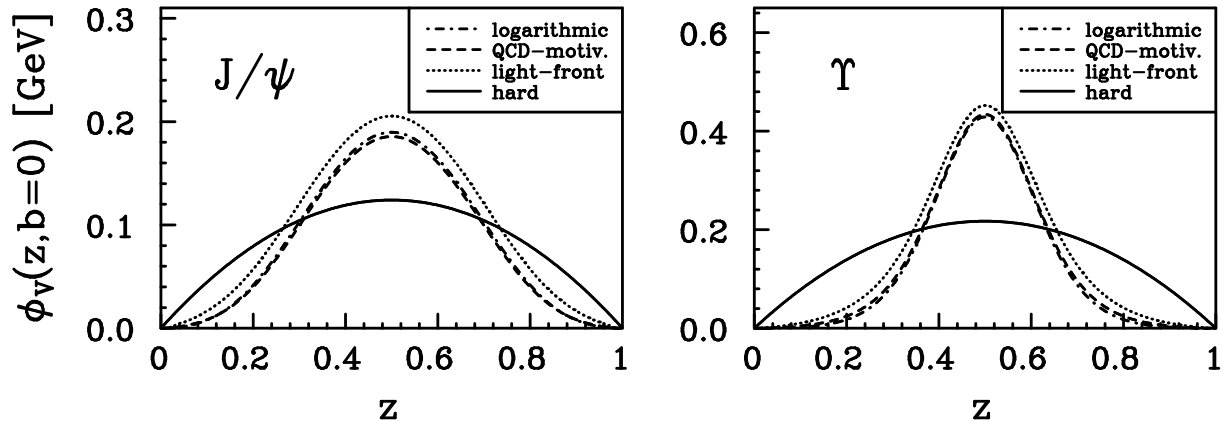 ϕV(z,b=0) [GeV]
0.3
0.2
0.1
0.0
J/ψ
logarithmic
QCD−motiv.
light−front
hard
0 0.2 0.4 0.6 0.8 1
z
0.6
0.4
0.2
0.0
ϒ
logarithmic
QCD−motiv.
light−front
hard
0 0.2 0.4 0.6 0.8 1
z